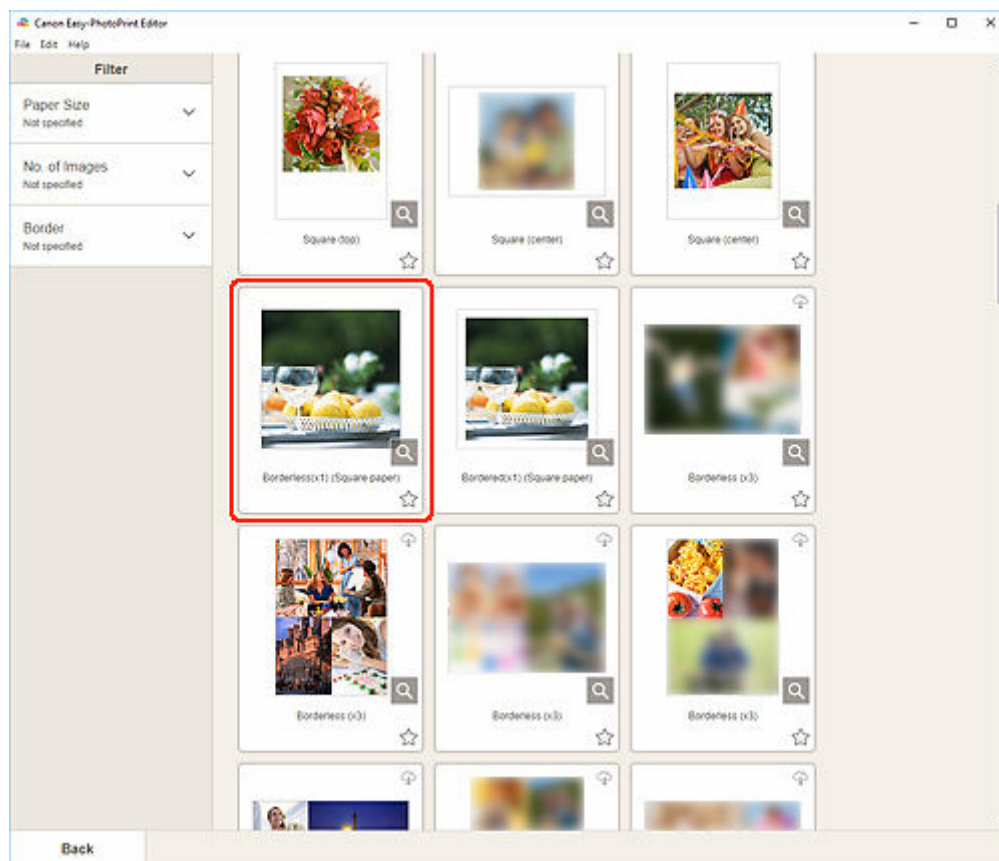 Canon Easy-PhotoPrint Editor
File Edit Help
Filter
Paper Size
Not specified
No. of Images
Not specified
Border
Not specified
Square (top)
Square (center)
Square (center)
Borderless(x1) (Square paper)
Bordered(x1) (Square paper)
Borderless (x3)
Borderless (x3)
Borderless (x3)
Borderless (x3)
Back